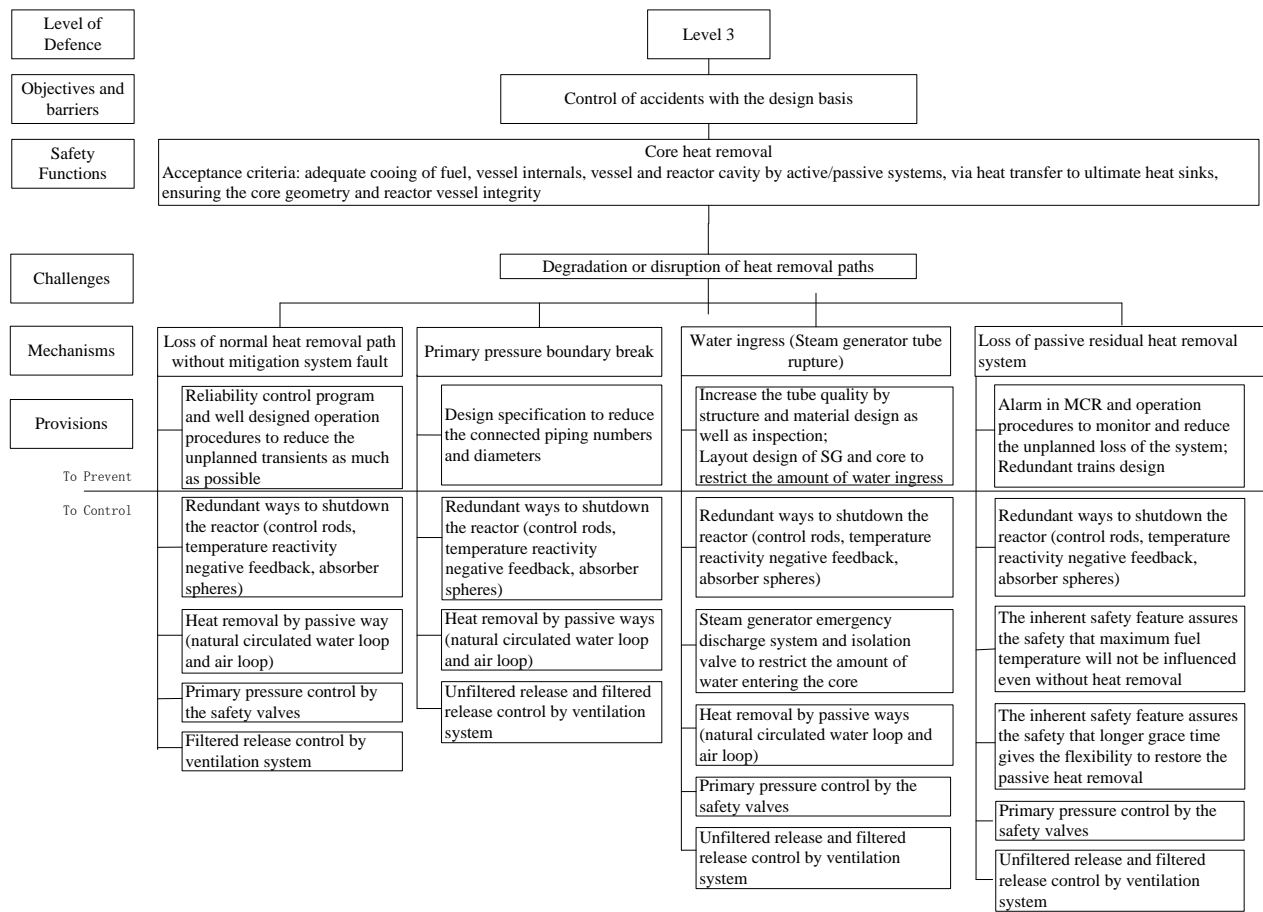 Level of
Defence
Level 3
Objectives and
barriers
Control of accidents with the design basis
Safety
Functions
Core heat removal
Acceptance criteria: adequate cooing of fuel, vessel internals, vessel and reactor cavity by active/passive systems, via heat transfer to ultimate heat sinks,
ensuring the core geometry and reactor vessel integrity
Challenges
Degradation or disruption of heat removal paths
Mechanisms
Loss of normal heat removal path
without mitigation system fault
Primary pressure boundary break
Water ingress (Steam generator tube
rupture)
Loss of passive residual heat removal
system
Provisions
Reliability control program
and well designed operation
procedures to reduce the
unplanned transients as much
as possible
Design specification to reduce
the connected piping numbers
and diameters
Increase the tube quality by
structure and material design as
well as inspection;
Layout design of SG and core to
restrict the amount of water ingress
Alarm in MCR and operation
procedures to monitor and reduce
the unplanned loss of the system;
Redundant trains design
To Prevent
To Control
Redundant ways to shutdown
the reactor (control rods,
temperature reactivity
negative feedback, absorber
spheres)
Heat removal by passive way
(natural circulated water loop
and air loop)
Primary pressure control by
the safety valves
Filtered release control by
ventilation system
Redundant ways to shutdown
the reactor (control rods,
temperature reactivity
negative feedback, absorber
spheres)
Heat removal by passive ways
(natural circulated water loop
and air loop)
Unfiltered release and filtered
release control by ventilation
system
Redundant ways to shutdown the
reactor (control rods, temperature
reactivity negative feedback,
absorber spheres)
Steam generator emergency
discharge system and isolation
valve to restrict the amount of
water entering the core
Heat removal by passive ways
(natural circulated water loop and
air loop)
Primary pressure control by the
safety valves
Unfiltered release and filtered
release control by ventilation
system
Redundant ways to shutdown the
reactor (control rods, temperature
reactivity negative feedback,
absorber spheres)
The inherent safety feature assures
the safety that maximum fuel
temperature will not be influenced
even without heat removal
The inherent safety feature assures
the safety that longer grace time
gives the flexibility to restore the
passive heat removal
Primary pressure control by the
safety valves
Unfiltered release and filtered
release control by ventilation
system